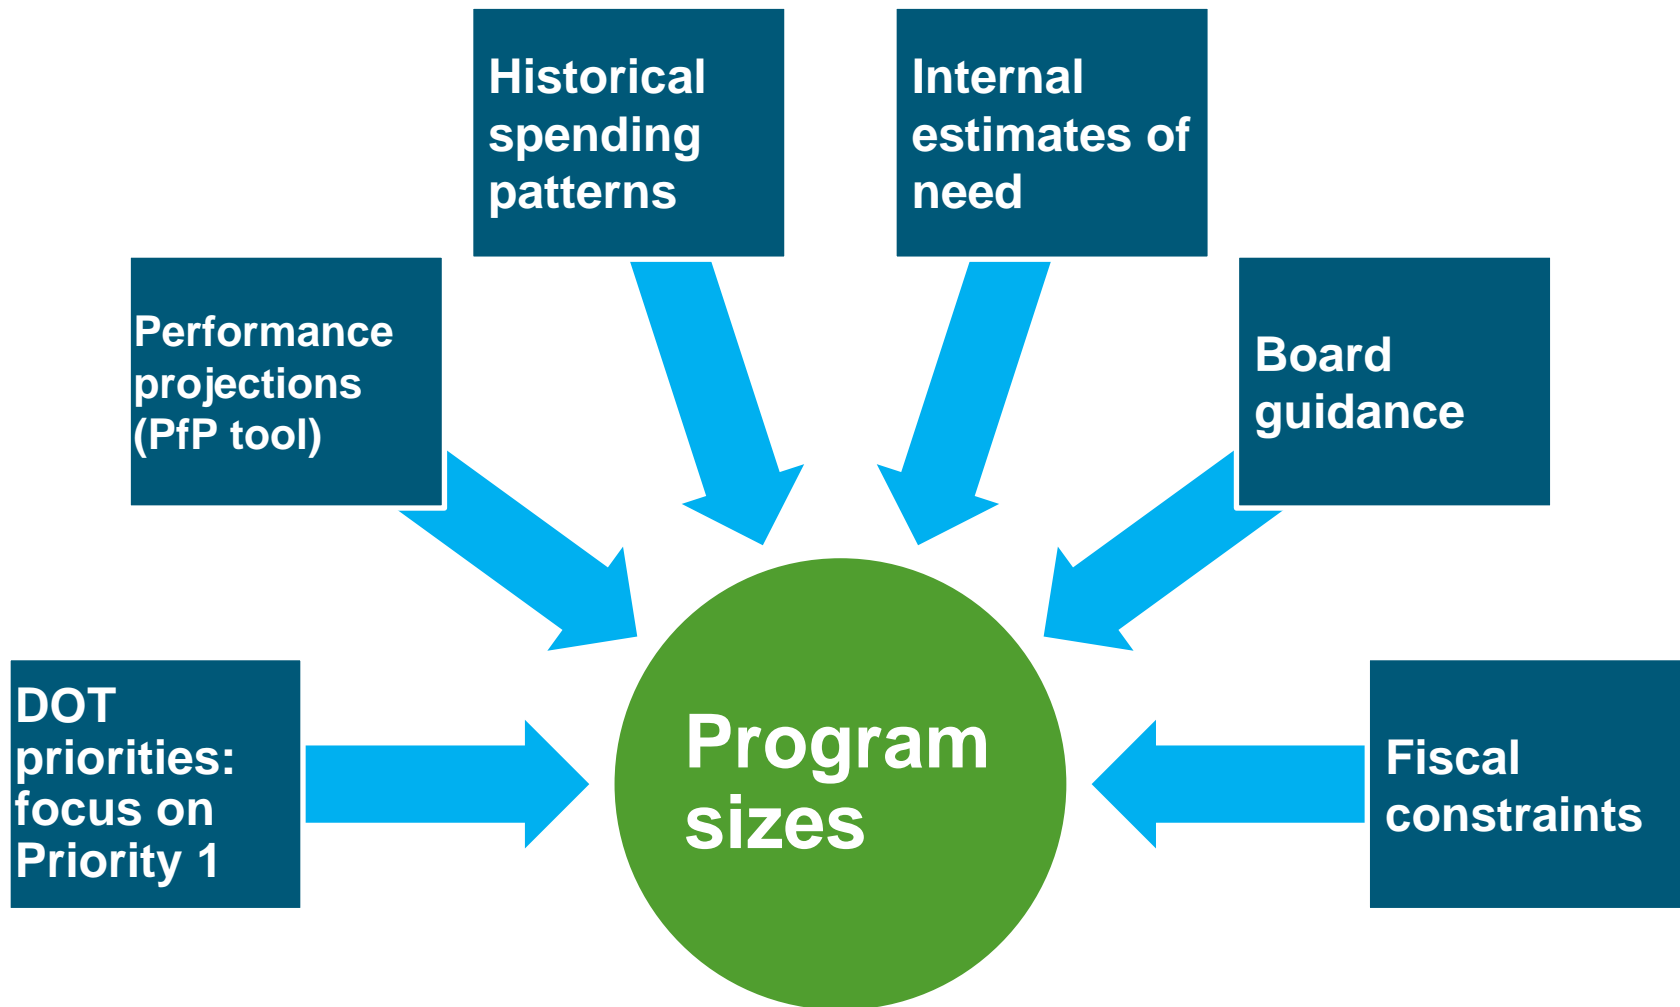 Historical
spending
patterns
Internal
estimates of
need
Performance
projections
(PfP tool)
Board
guidance
DOT
priorities:
focus on
Priority 1
Program
sizes
Fiscal
constraints